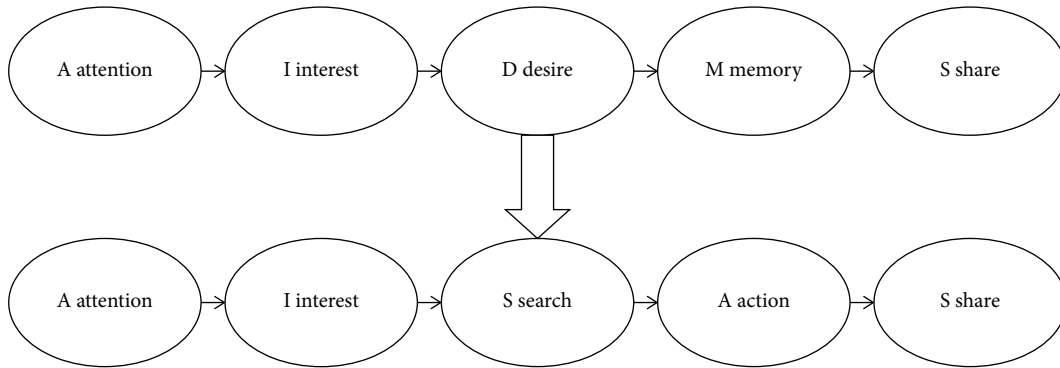 A attention
I interest
D desire
M memory
S share
A attention
I interest
S search
A action
S share